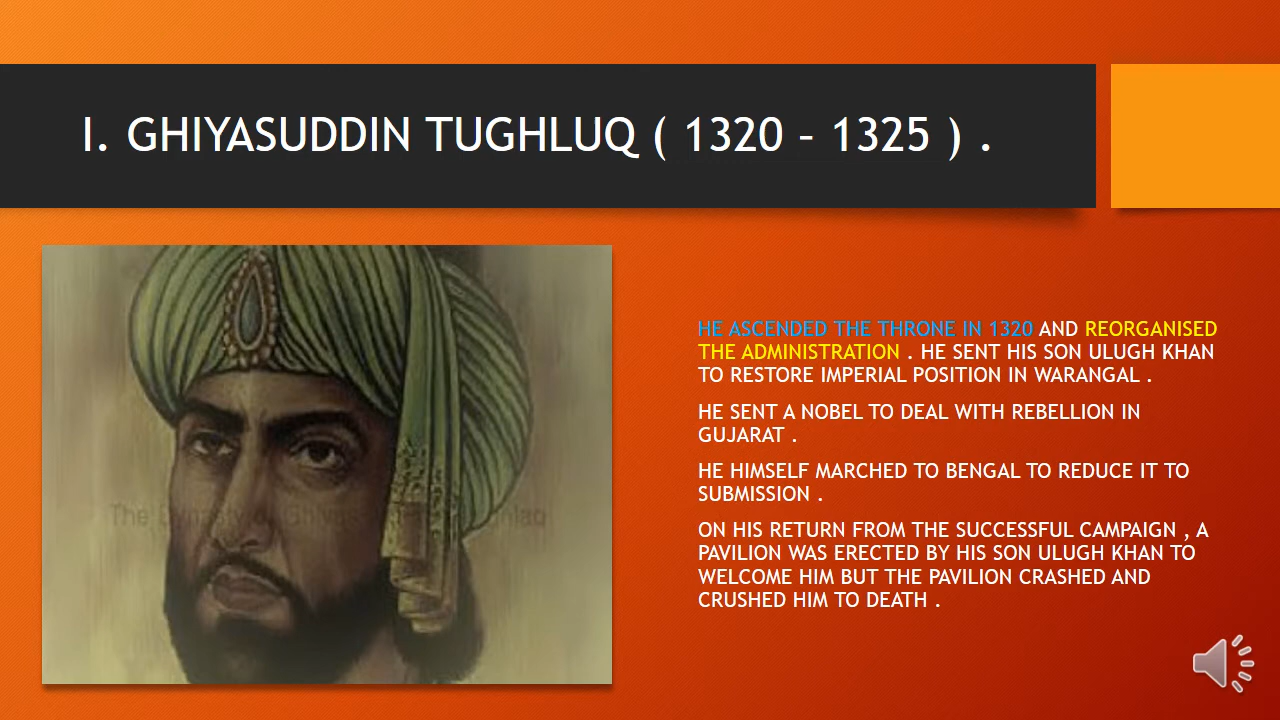 I. GHIYASUDDIN TUGHLUQ ( 1320 – 1325 ) .
HE ASCENDED THE THRONE IN 1320 AND REORGANISED
THE ADMINISTRATION . HE SENT HIS SON ULUGH KHAN
TO RESTORE IMPERIAL POSITION IN WARANGAL .
HE SENT A NOBEL TO DEAL WITH REBELLION IN
GUJARAT .
HE HIMSELF MARCHED TO BENGAL TO REDUCE IT TO
SUBMISSION .
ON HIS RETURN FROM THE SUCCESSFUL CAMPAIGN , A
PAVILION WAS ERECTED BY HIS SON ULUGH KHAN TO
WELCOME HIM BUT THE PAVILION CRASHED AND
CRUSHED HIM TO DEATH .
The Dynasty